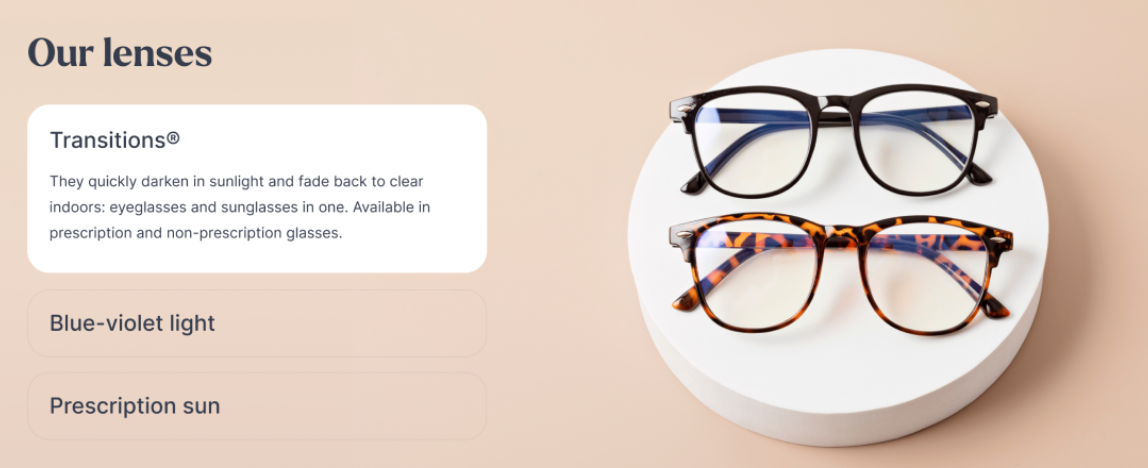 Our lenses
Transitions®
They quickly darken in sunlight and fade back to clear
indoors: eyeglasses and sunglasses in one. Available in
prescription and non-prescription glasses.
Blue-violet light
Prescription sun